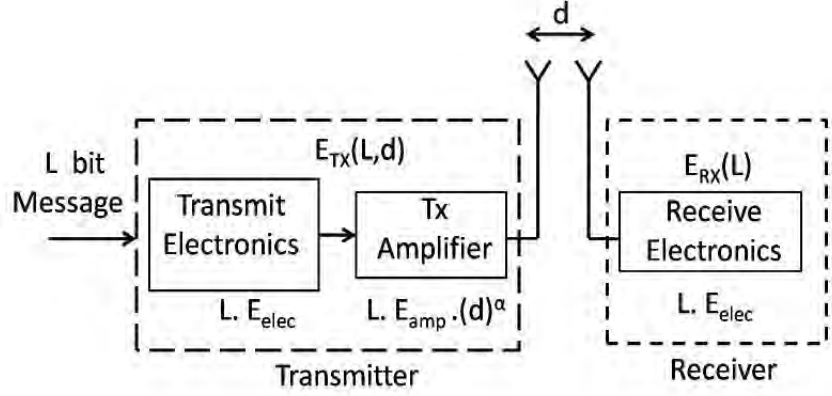 d
L bit
Message
E_TX(L,d)
Transmit
Electronics
Tx
Amplifier
L. E_elec
L. E_amp .(d)^α
Transmitter
E_RX(L)
Receive
Electronics
L. E_elec
Receiver